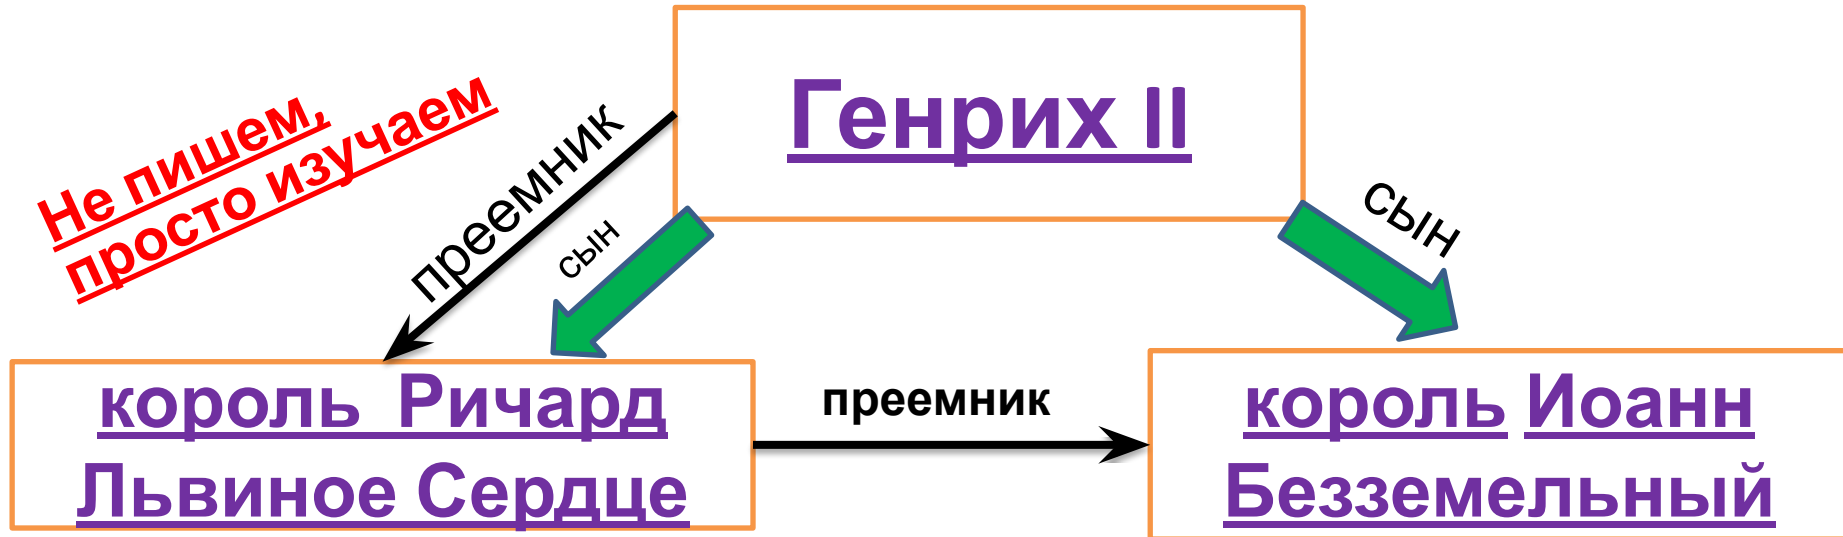 Генрих II
Не пишем,
просто изучаем
преемник
сын
сын
король Ричард
Львиное Сердце
преемник
король Иоанн
Безземельный